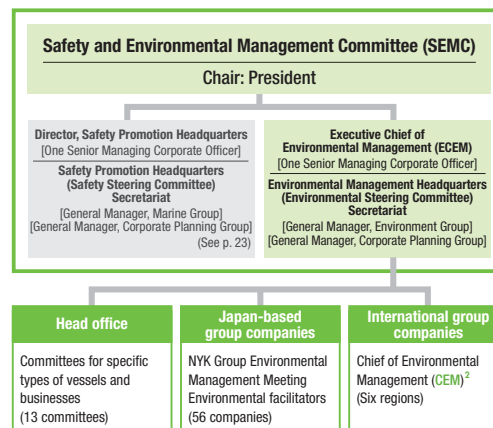 Safety and Environmental Management Committee (SEMC)
Chair: President
Director, Safety Promotion Headquarters
[One Senior Managing Corporate Officer]
Safety Promotion Headquarters
(Safety Steering Committee)
Secretariat
[General Manager, Marine Group]
[General Manager, Corporate Planning Group]
(See p. 23)
Executive Chief of
Environmental Management (ECEM)
[One Senior Managing Corporate Officer]
Environmental Management Headquarters
(Environmental Steering Committee)
Secretariat
[General Manager, Environment Group]
[General Manager, Corporate Planning Group]
Head office
Committees for specific
types of vessels and
businesses
(13 committees)
Japan-based
group companies
NYK Group Environmental
Management Meeting
Environmental facilitators
(56 companies)
International group
companies
Chief of Environmental
Management (CEM)²
(Six regions)